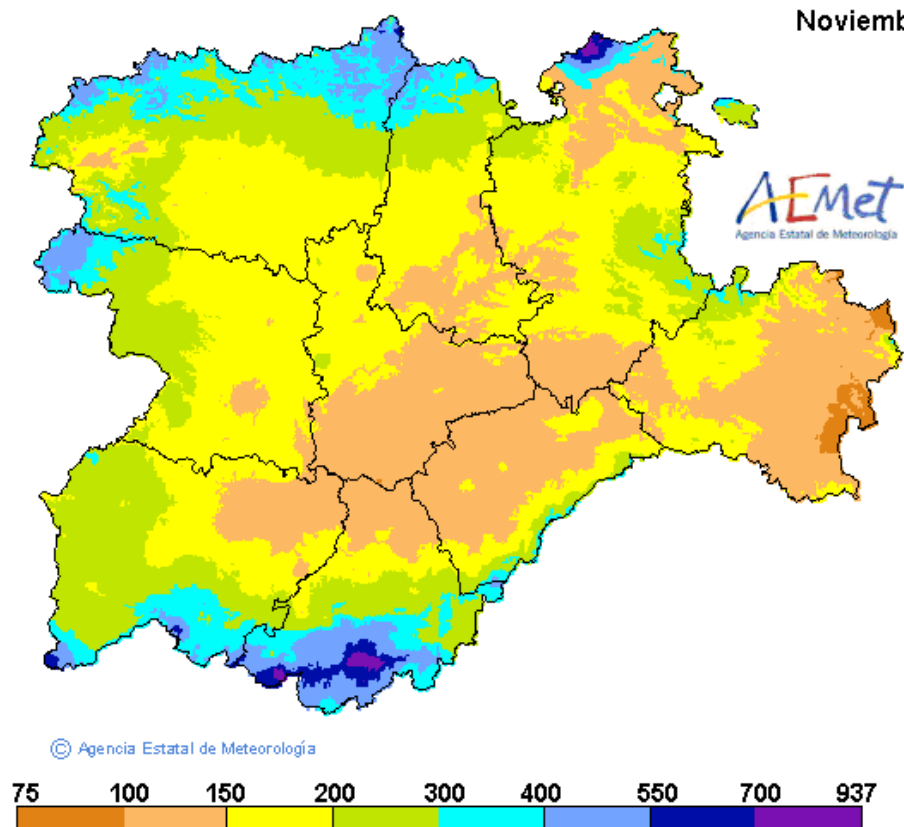 Noviemb
AEMet
Agencia Estatal de Meteorología
© Agencia Estatal de Meteorología
75 100 150 200 300 400 550 700 937